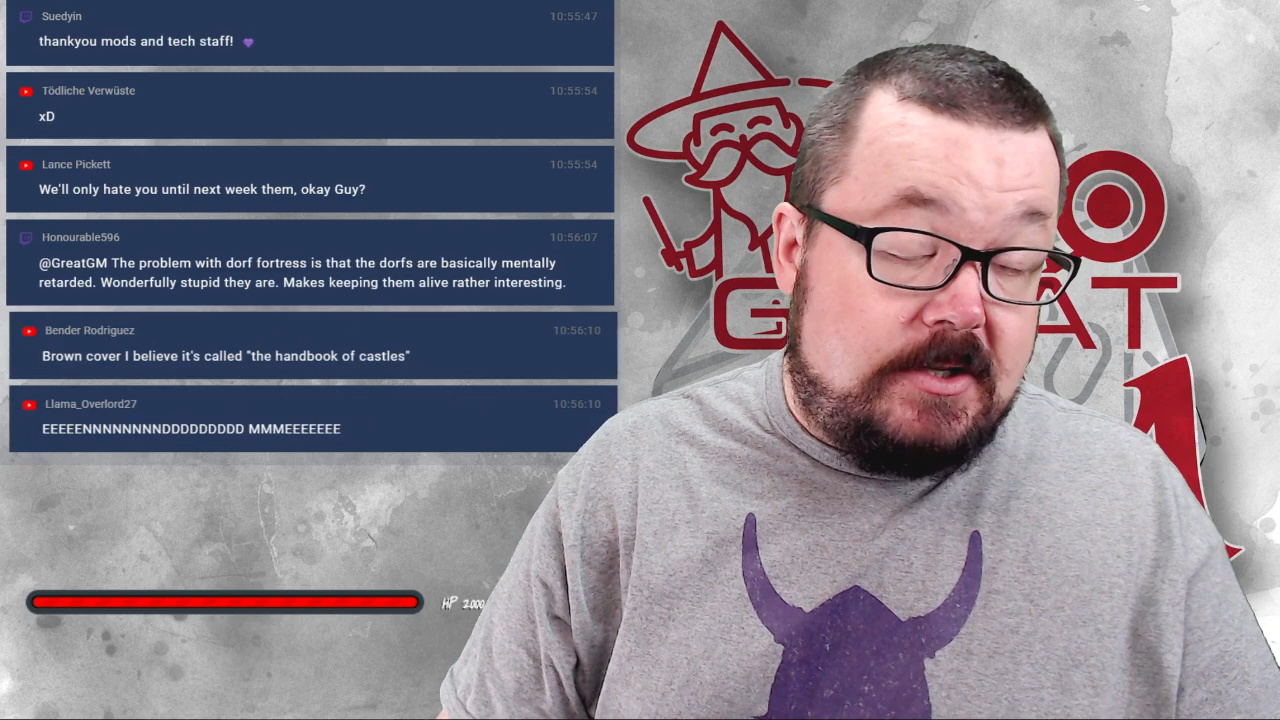 Suedyin 10:55:47
thankyou mods and tech staff! 💜
Tödliche Verwüste 10:55:54
xD
Lance Pickett 10:55:54
We'll only hate you until next week them, okay Guy?
Honourable596 10:56:07
@GreatGM The problem with dorf fortress is that the dorfs are basically mentally
retarded. Wonderfully stupid they are. Makes keeping them alive rather interesting.
Bender Rodriguez 10:56:10
Brown cover I believe it's called "the handbook of castles"
Llama_Overlord27 10:56:10
EEEEENNNNNNNNDDDDDDDDD MMMEEEEEEE
HP 2000